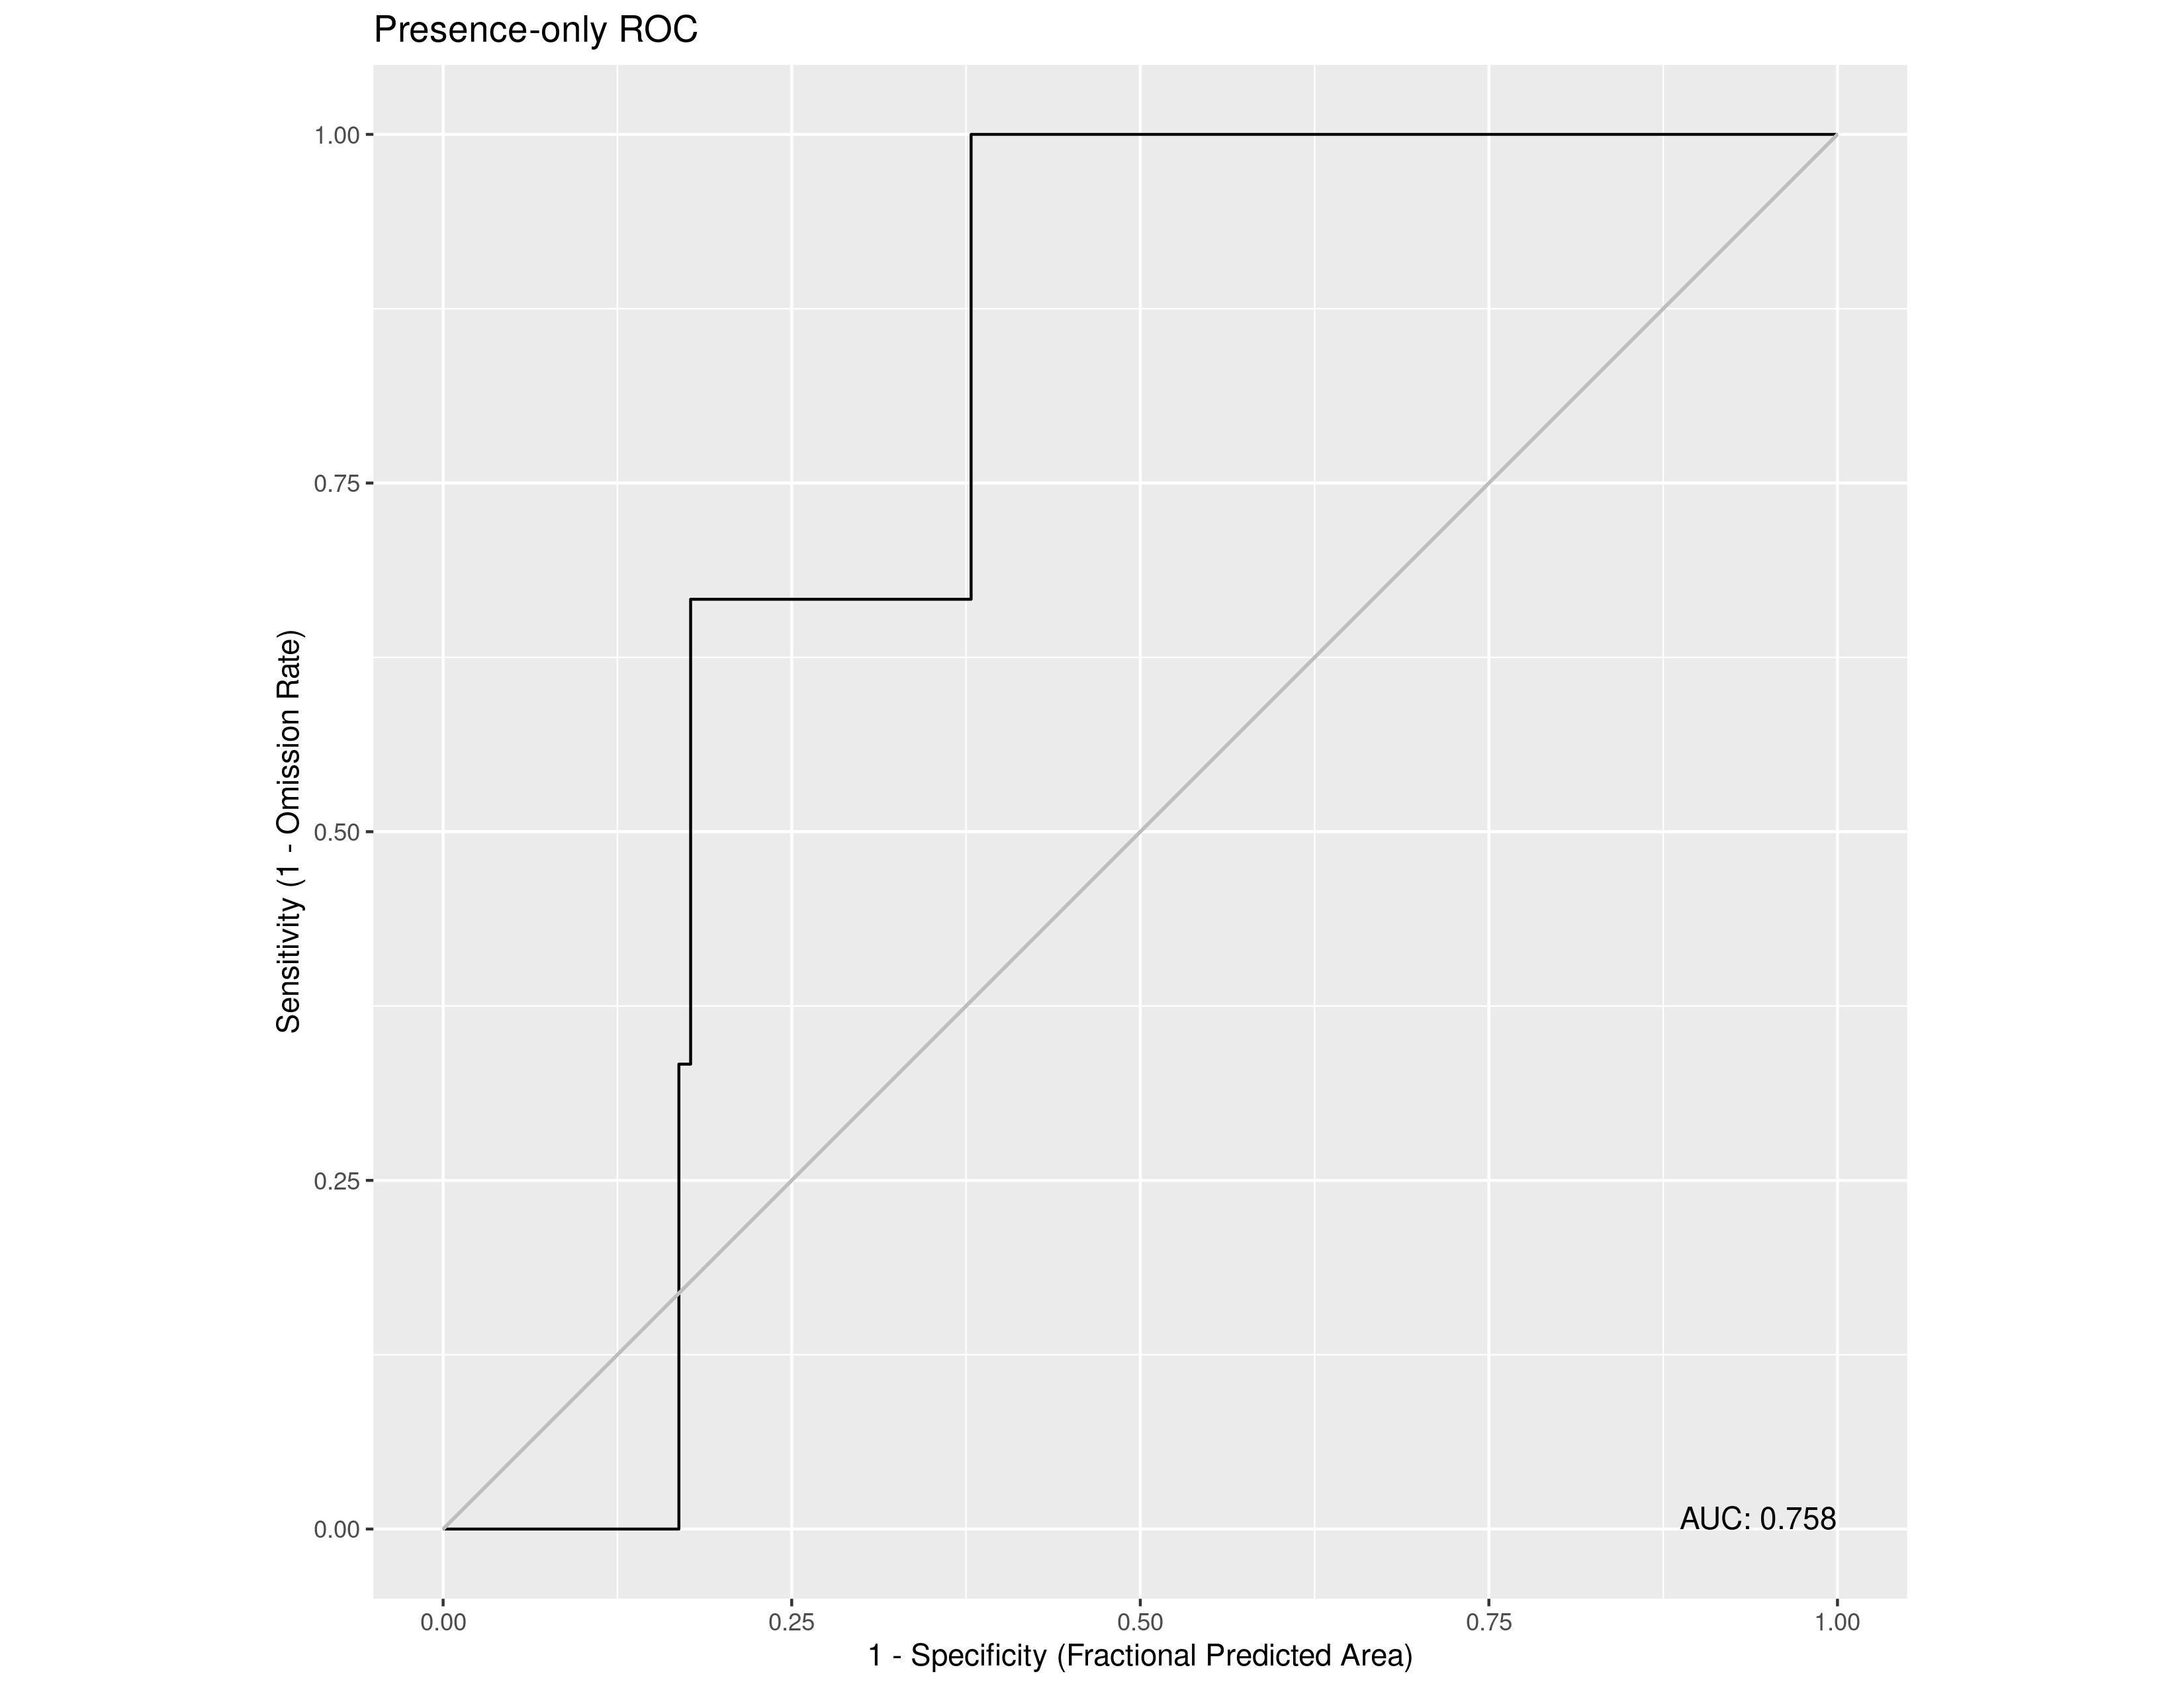 Presence-only ROC
Sensitivity (1 - Omission Rate)
1.00
0.75
0.50
0.25
0.00
AUC: 0.758
0.00 0.25 0.50 0.75 1.00
1 - Specificity (Fractional Predicted Area)